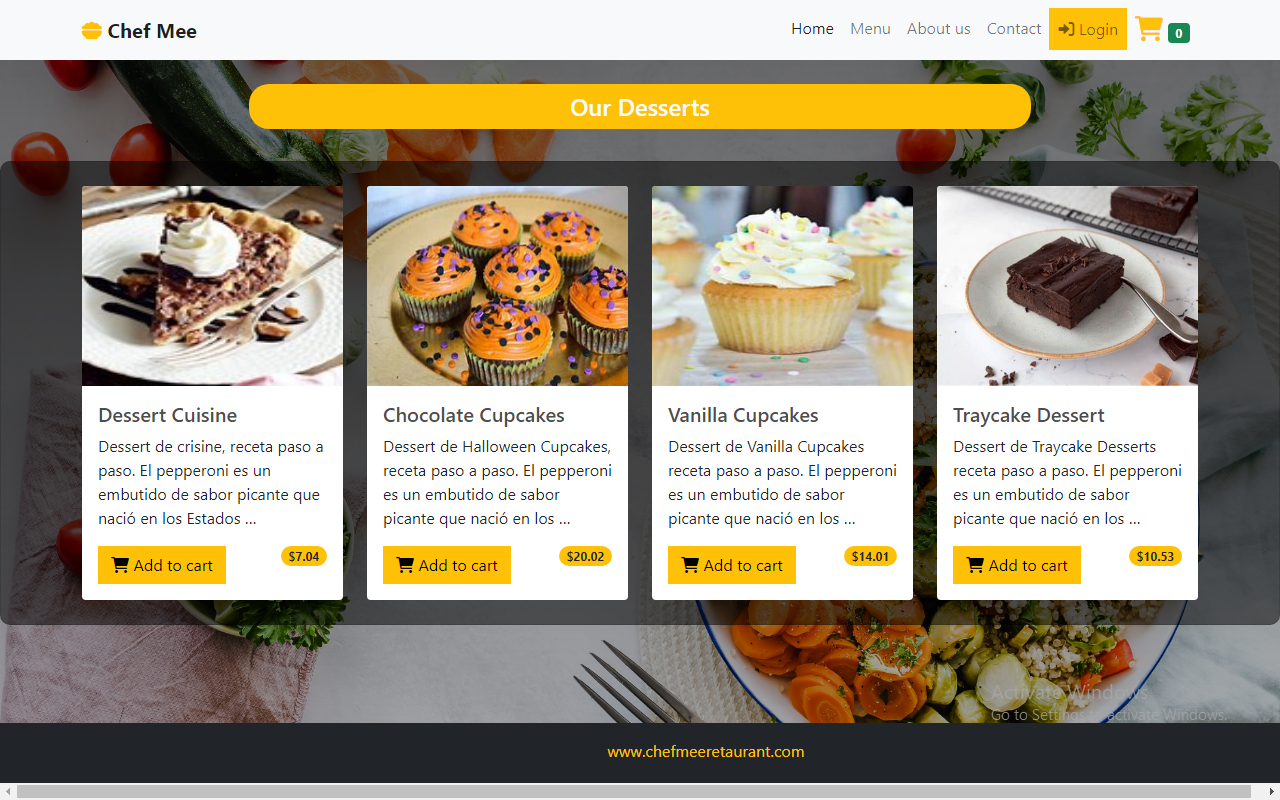 Chef Mee
Home
Menu
About us
Contact
Login
0
Our Desserts
Dessert Cuisine
Dessert de crisine, receta paso a
paso. El pepperoni es un
embutido de sabor picante que
nació en los Estados ...
Add to cart
$7.04
Chocolate Cupcakes
Dessert de Halloween Cupcakes,
receta paso a paso. El pepperoni
es un embutido de sabor
picante que nació en los ...
Add to cart
$20.02
Vanilla Cupcakes
Dessert de Vanilla Cupcakes
receta paso a paso. El pepperoni
es un embutido de sabor
picante que nació en los ...
Add to cart
$14.01
Traycake Dessert
Dessert de Traycake Desserts
receta paso a paso. El pepperoni
es un embutido de sabor
picante que nació en los ...
Add to cart
$10.53
Activate Windows
Go to Settings to activate Windows.
www.chefmeeretaurant.com